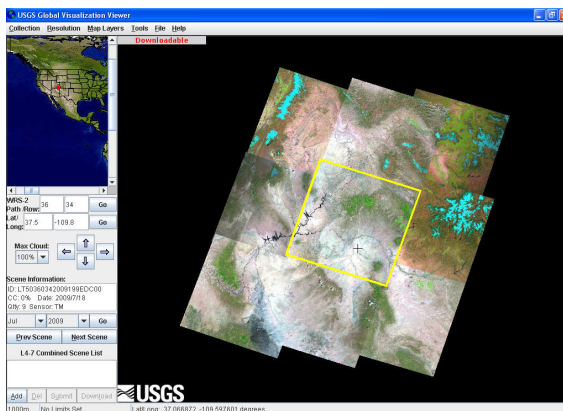 USGS Global Visualization Viewer
Collection Resolution Map Layers Tools File Help
Downloadable
WRS-2
Path/Row: 36 34 Go
Lat/
Long: 37.5 -109.8 Go
Max Cloud:
100%
Scene Information:
ID: LT50360342009199EDC00
CC: 0% Date: 2009/7/18
Qlty: 9 Sensor: TM
Jul 2009 Go
Prev Scene Next Scene
L4-7 Combined Scene List
Add Del Submit Download
USGS
1000m No Limits Set Lat/Long: 37.066872, -109.597601 degrees